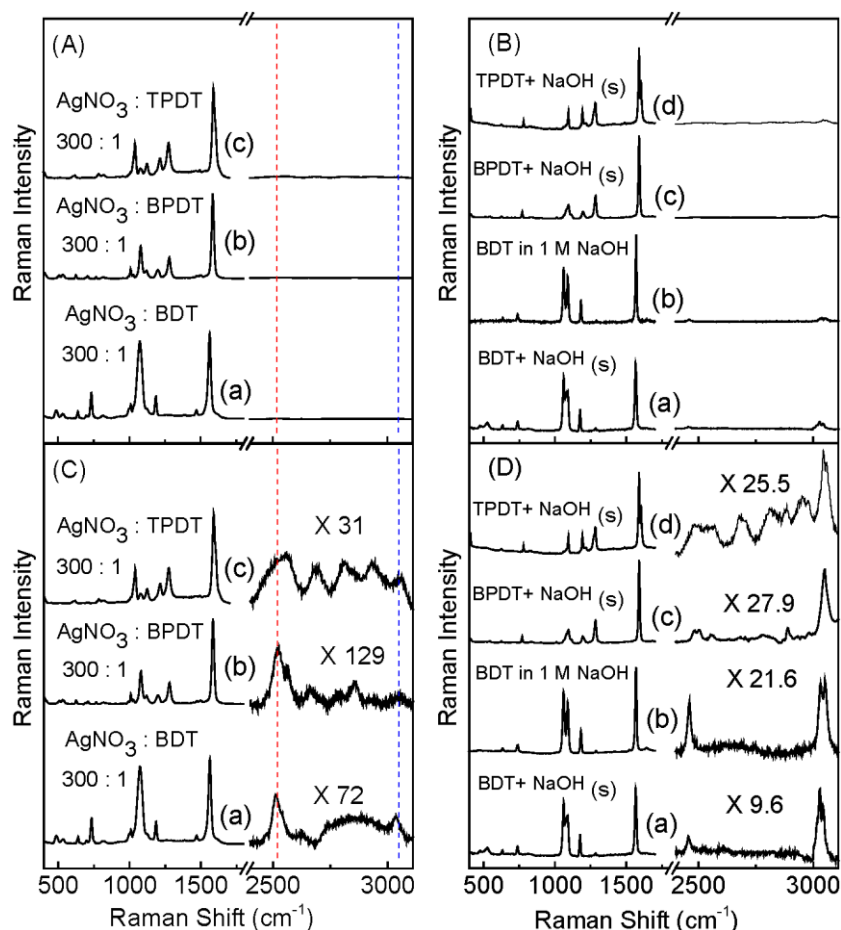 (A)
AgNO3 : TPDT
300 : 1
(c)
AgNO3 : BPDT
300 : 1
(b)
AgNO3 : BDT
300 : 1
(a)
Raman Intensity
(B)
TPDT+ NaOH (s)
(d)
BPDT+ NaOH (s)
(c)
BDT in 1 M NaOH
(b)
BDT+ NaOH (s)
(a)
Raman Intensity
(C)
AgNO3 : TPDT
300 : 1
(c)
X 31
AgNO3 : BPDT
300 : 1
(b)
X 129
AgNO3 : BDT
300 : 1
(a)
X 72
Raman Intensity
500 1000 1500 2500 3000
Raman Shift (cm-1)
(D)
TPDT+ NaOH (s)
(d)
X 25.5
BPDT+ NaOH (s)
(c)
X 27.9
BDT in 1 M NaOH
(b)
X 21.6
BDT+ NaOH (s)
(a)
X 9.6
Raman Intensity
500 1000 1500 2500 3000
Raman Shift (cm-1)